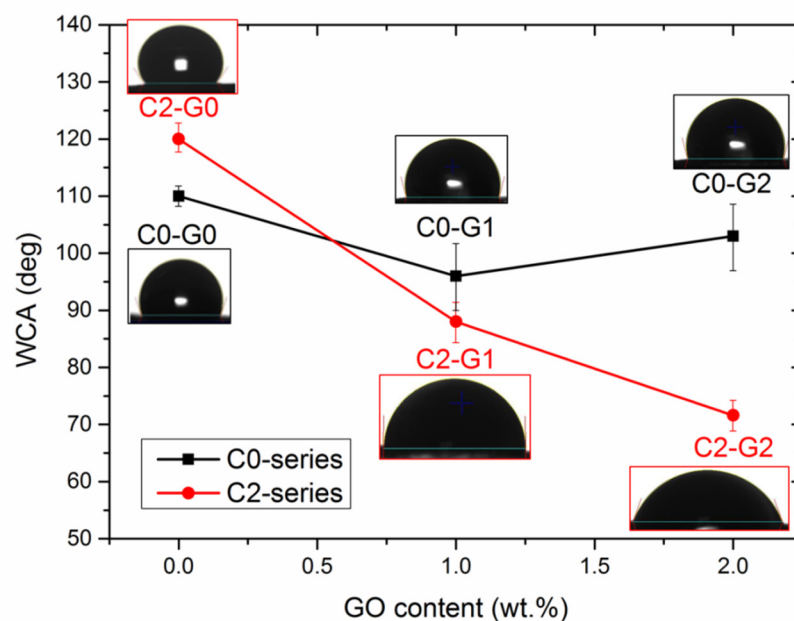 140
130
120
110
100
90
80
70
60
50
WCA (deg)
C2-G0
C0-G0
C0-G1
C0-G2
C2-G1
C2-G2
C0-series
C2-series
0.0 0.5 1.0 1.5 2.0
GO content (wt.%)